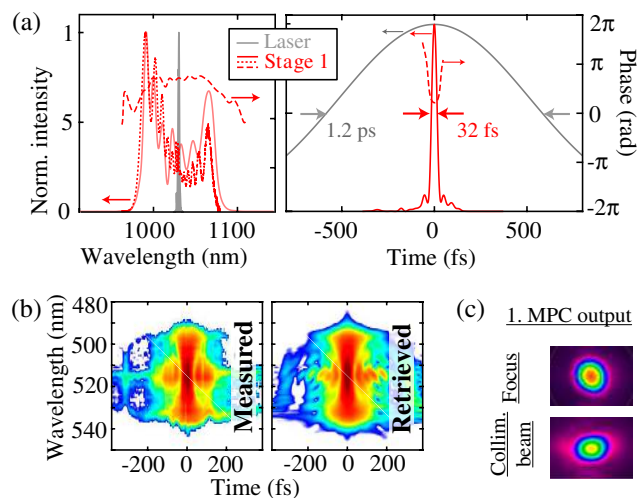 (a)
Norm. intensity
1
5
0
1000
1100
Wavelength (nm)
Laser
Stage 1
1.2 ps
32 fs
-500
0
500
Time (fs)
2π
π
0
-π
-2π
Phase (rad)
(b)
Wavelength (nm)
480
500
520
540
Measured
Retrieved
-200
0
200
-200
0
200
Time (fs)
(c)
1. MPC output
Focus
Collim.
beam